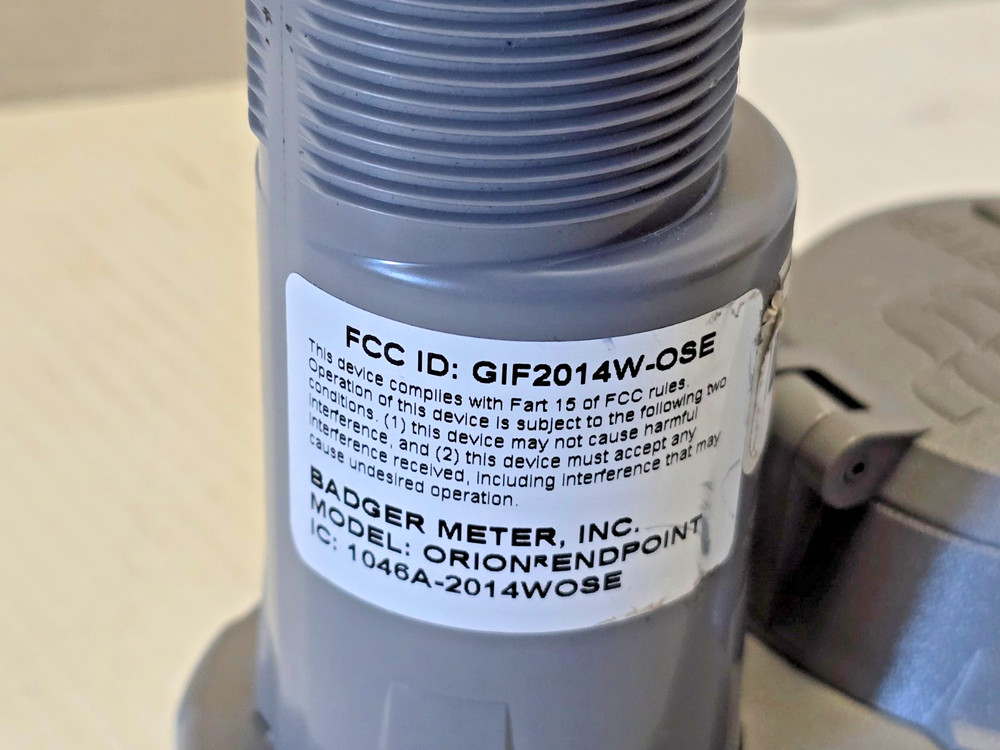 FCC ID: GIF2014W-OSE
This device complies with Fart 15 of FCC rules.
Operation of this device is subject to the following two
conditions. (1) this device may not cause harmful
interference, and (2) this device must accept any
interference received, including interference that may
cause undesired operation.
BADGER METER, INC.
MODEL: ORIONᴿENDPOINT
IC: 1046A-2014WOSE